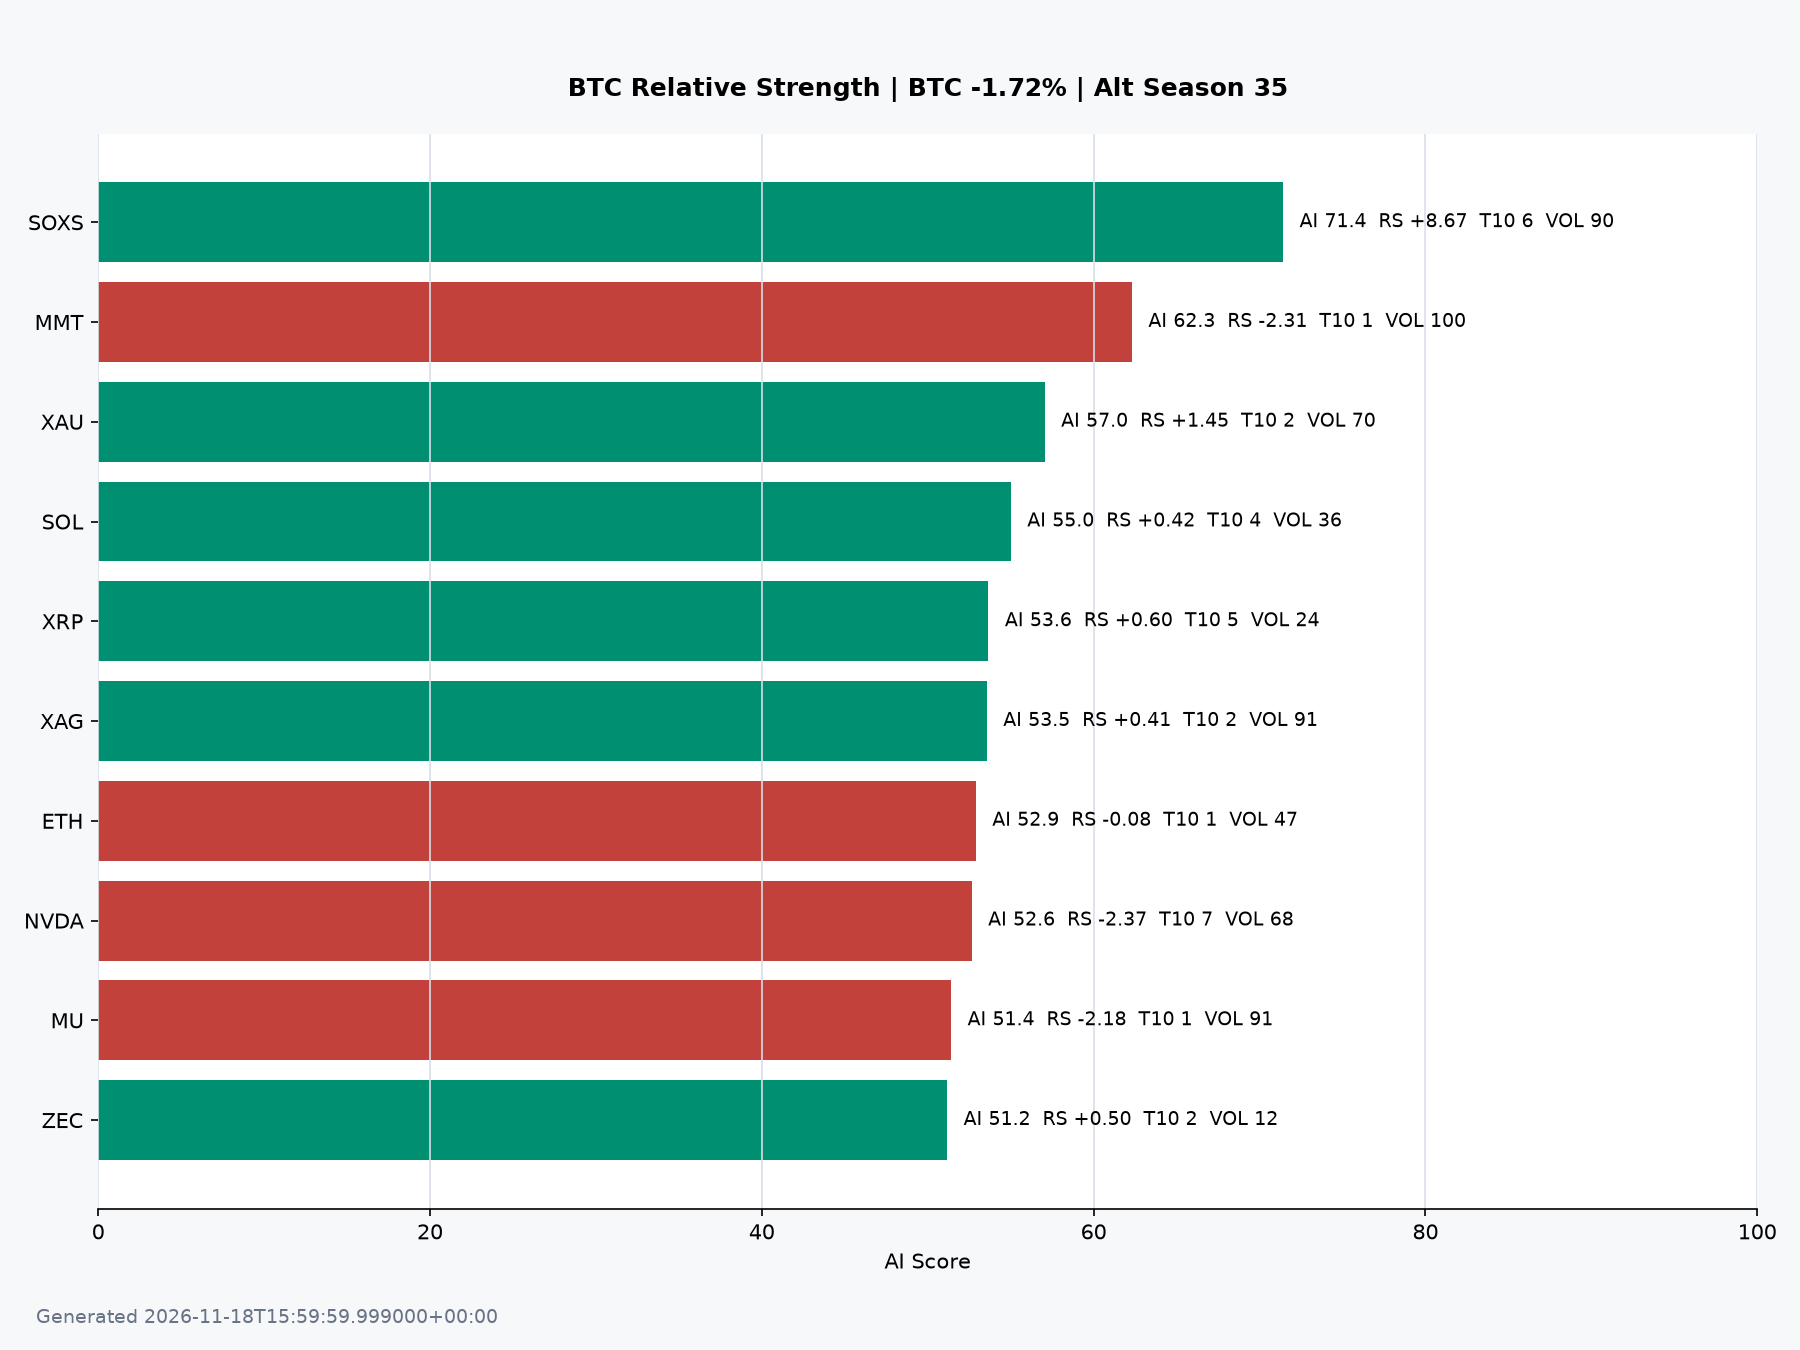 BTC Relative Strength | BTC -1.72% | Alt Season 35
SOXS AI 71.4 RS +8.67 T10 6 VOL 90
MMT AI 62.3 RS -2.31 T10 1 VOL 100
XAU AI 57.0 RS +1.45 T10 2 VOL 70
SOL AI 55.0 RS +0.42 T10 4 VOL 36
XRP AI 53.6 RS +0.60 T10 5 VOL 24
XAG AI 53.5 RS +0.41 T10 2 VOL 91
ETH AI 52.9 RS -0.08 T10 1 VOL 47
NVDA AI 52.6 RS -2.37 T10 7 VOL 68
MU AI 51.4 RS -2.18 T10 1 VOL 91
ZEC AI 51.2 RS +0.50 T10 2 VOL 12
0 20 40 60 80 100
AI Score
Generated 2026-11-18T15:59:59.999000+00:00